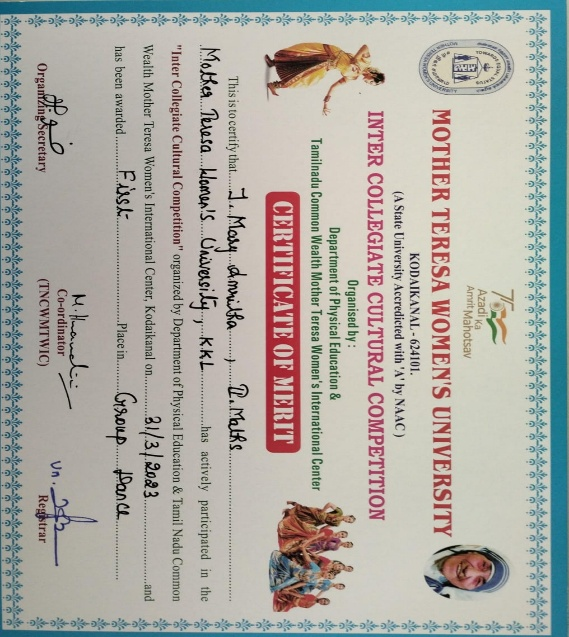 75
Azadi Ka
Amrit Mahotsav
MOTHER TERESA WOMEN'S UNIVERSITY
KODAIKANAL - 624101.
(A State University Accredited with 'A' by NAAC)
INTER COLLEGIATE CULTURAL COMPETITION
Organised by :
Department of Physical Education &
Tamilnadu Common Wealth Mother Teresa Women's International Center
CERTIFICATE OF MERIT
This is to certify that J. Mary Amritha, D. Maths
Mother Teresa Women's University, KKL has actively participated in the
"Inter Collegiate Cultural Competition" organized by Department of Physical Education & Tamil Nadu Common
Wealth Mother Teresa Women's International Center, Kodaikanal on 31/3/2023 and
has been awarded First Place in Group Dance
Organizing Secretary
Co-ordinator
(TNCWMTWIC)
Registrar